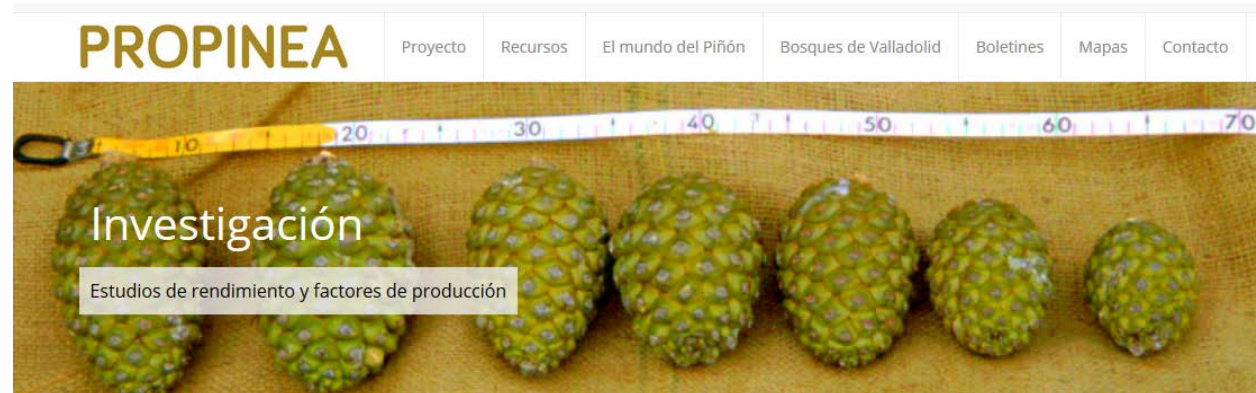 PROPINEA
Proyecto Recursos El mundo del Piñón Bosques de Valladolid Boletines Mapas Contacto
10 20 30 40 50 60 70
Investigación
Estudios de rendimiento y factores de producción